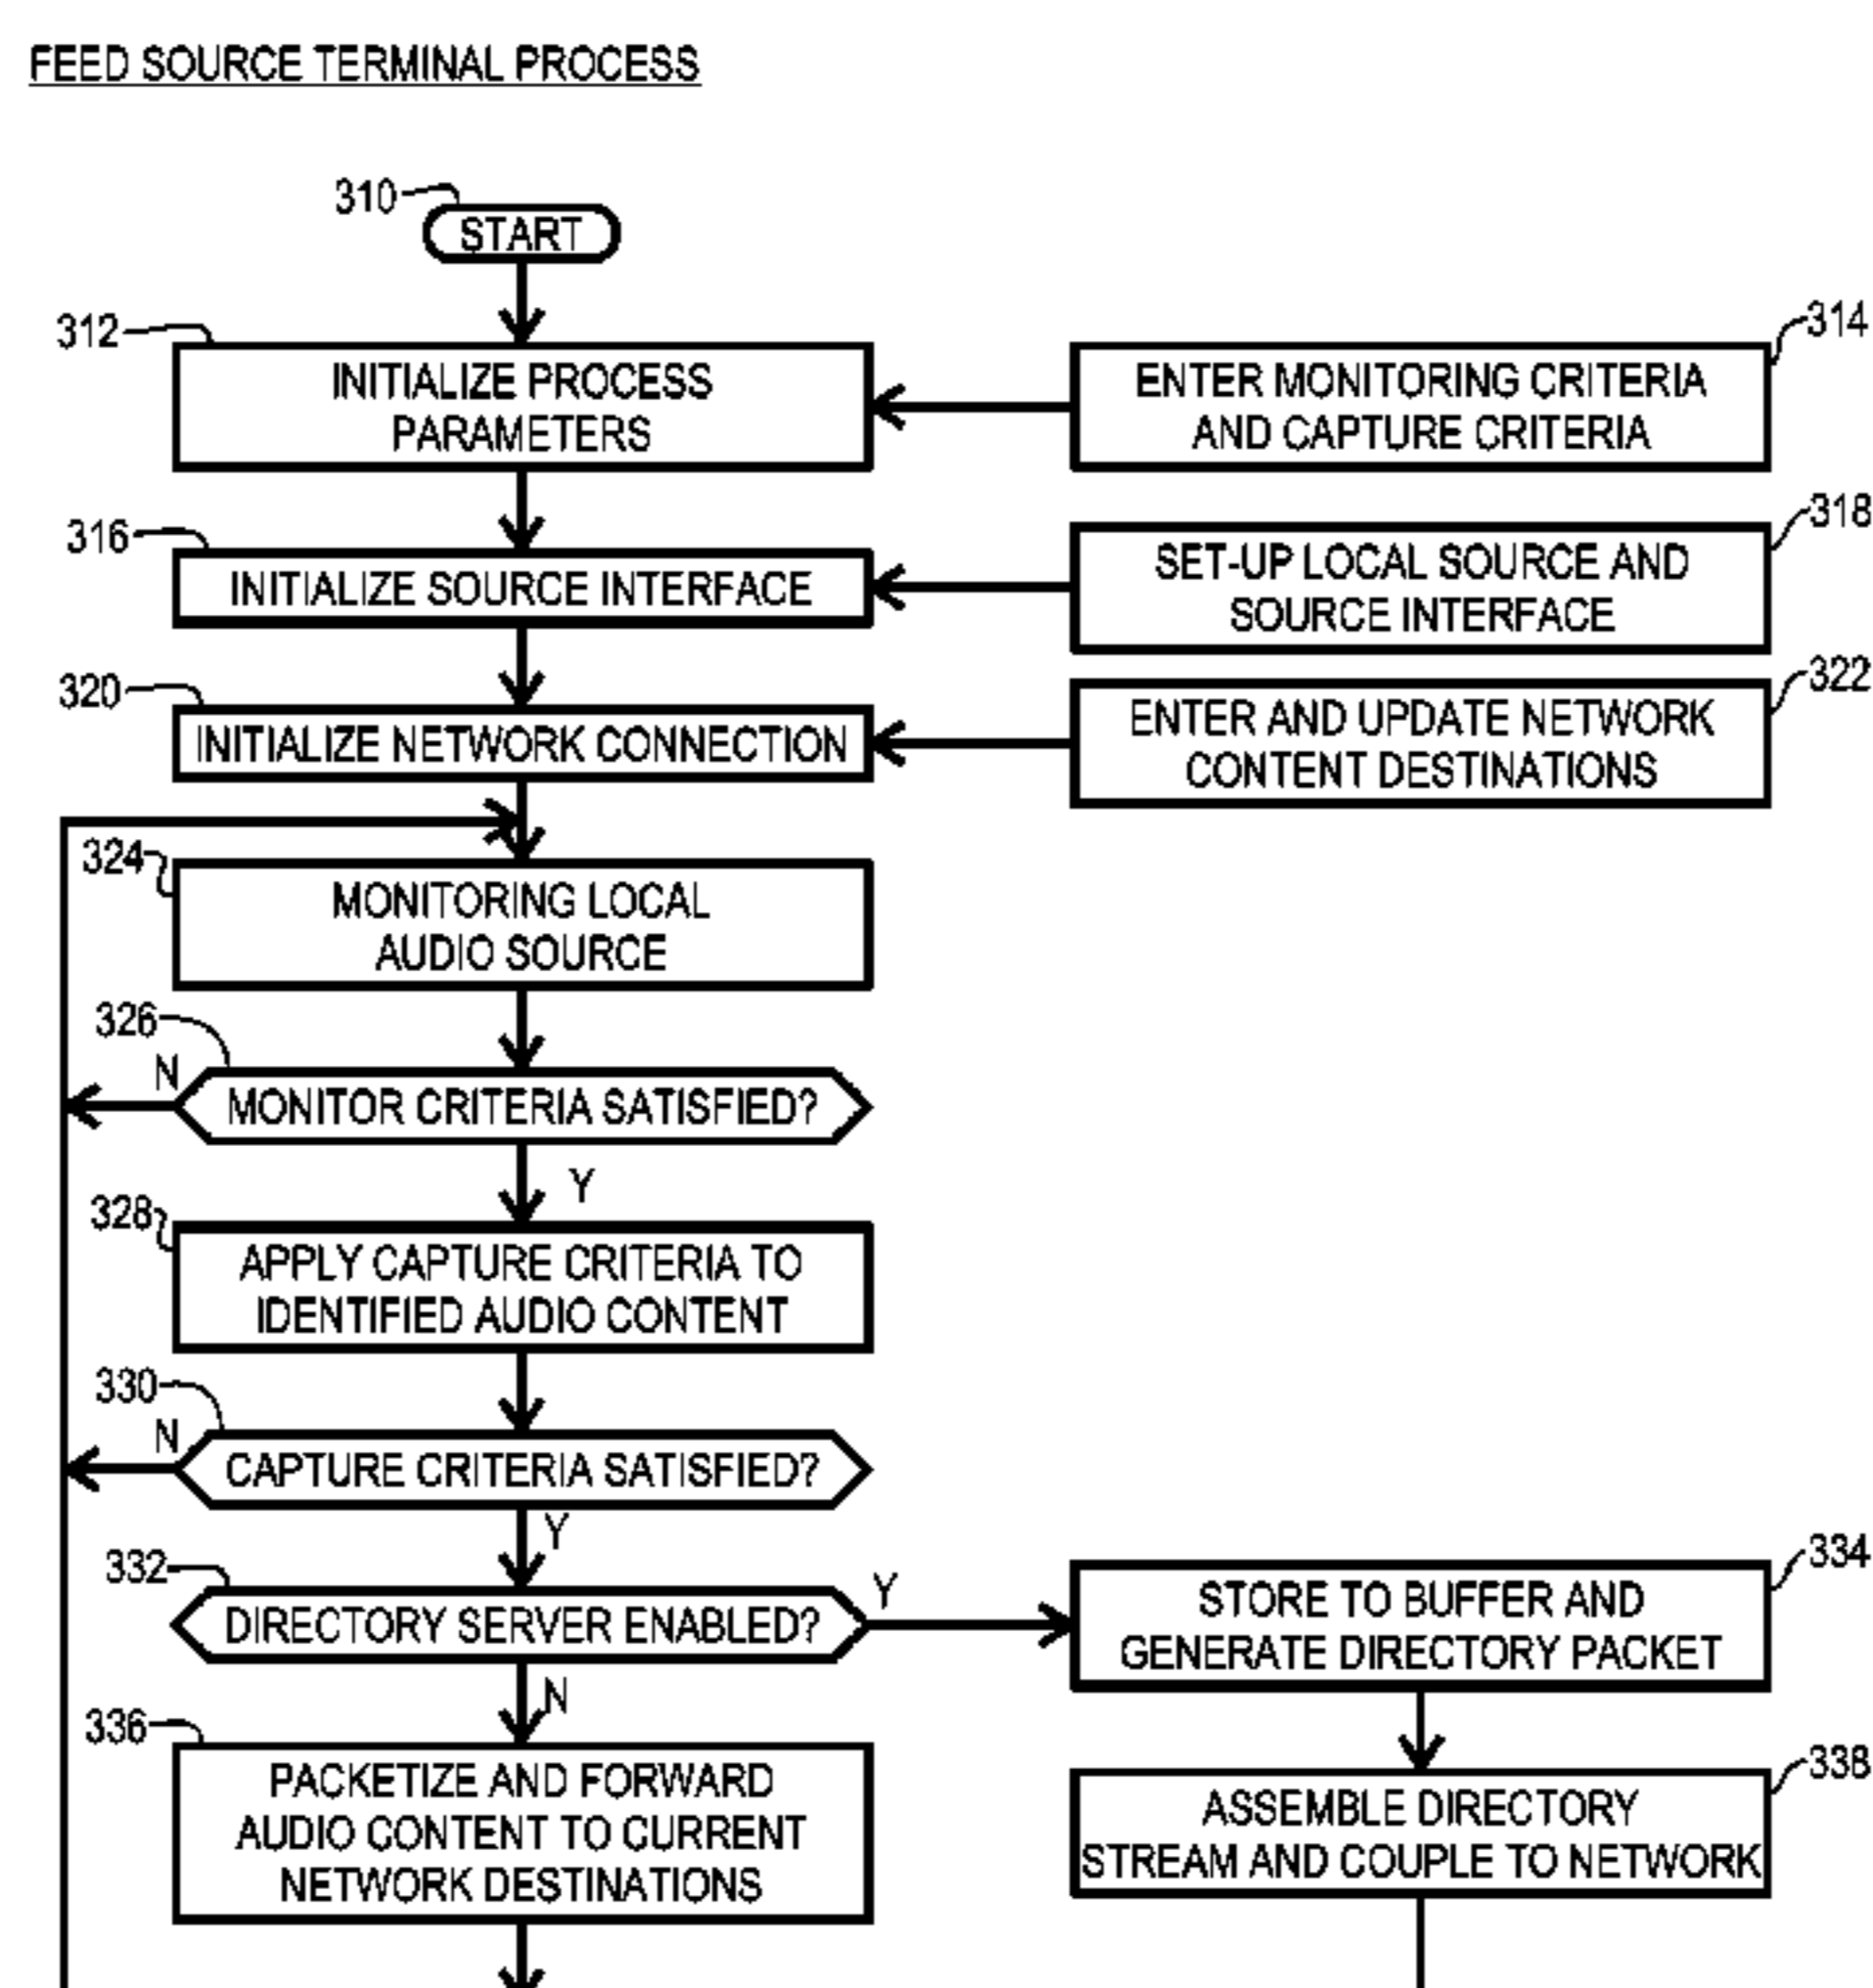 FEED SOURCE TERMINAL PROCESS
310
START
312
INITIALIZE PROCESS
PARAMETERS
314
ENTER MONITORING CRITERIA
AND CAPTURE CRITERIA
316
INITIALIZE SOURCE INTERFACE
318
SET-UP LOCAL SOURCE AND
SOURCE INTERFACE
320
INITIALIZE NETWORK CONNECTION
322
ENTER AND UPDATE NETWORK
CONTENT DESTINATIONS
324
MONITORING LOCAL
AUDIO SOURCE
326
N
MONITOR CRITERIA SATISFIED?
Y
328
APPLY CAPTURE CRITERIA TO
IDENTIFIED AUDIO CONTENT
330
N
CAPTURE CRITERIA SATISFIED?
Y
332
DIRECTORY SERVER ENABLED?
Y
334
STORE TO BUFFER AND
GENERATE DIRECTORY PACKET
N
336
PACKETIZE AND FORWARD
AUDIO CONTENT TO CURRENT
NETWORK DESTINATIONS
338
ASSEMBLE DIRECTORY
STREAM AND COUPLE TO NETWORK